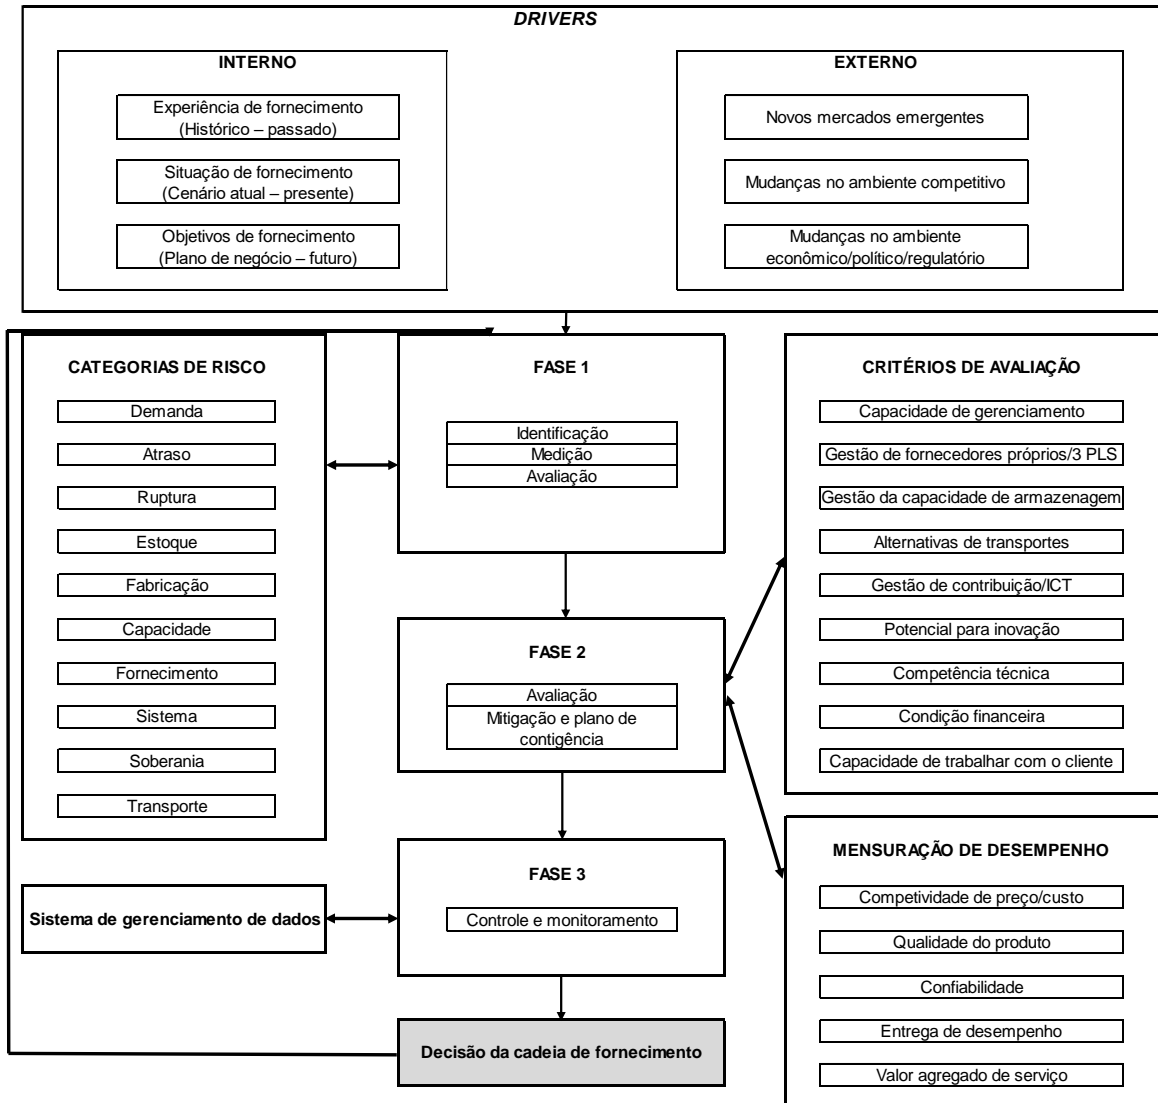 DRIVERS
INTERNO
Experiência de fornecimento
(Histórico – passado)
Situação de fornecimento
(Cenário atual – presente)
Objetivos de fornecimento
(Plano de negócio – futuro)
EXTERNO
Novos mercados emergentes
Mudanças no ambiente competitivo
Mudanças no ambiente
econômico/político/regulatório
CATEGORIAS DE RISCO
Demanda
Atraso
Ruptura
Estoque
Fabricação
Capacidade
Fornecimento
Sistema
Soberania
Transporte
Sistema de gerenciamento de dados
FASE 1
Identificação
Medição
Avaliação
FASE 2
Avaliação
Mitigação e plano de
contigência
FASE 3
Controle e monitoramento
Decisão da cadeia de fornecimento
CRITÉRIOS DE AVALIAÇÃO
Capacidade de gerenciamento
Gestão de fornecedores próprios/3 PLS
Gestão da capacidade de armazenagem
Alternativas de transportes
Gestão de contribuição/ICT
Potencial para inovação
Competência técnica
Condição financeira
Capacidade de trabalhar com o cliente
MENSURAÇÃO DE DESEMPENHO
Competividade de preço/custo
Qualidade do produto
Confiabilidade
Entrega de desempenho
Valor agregado de serviço